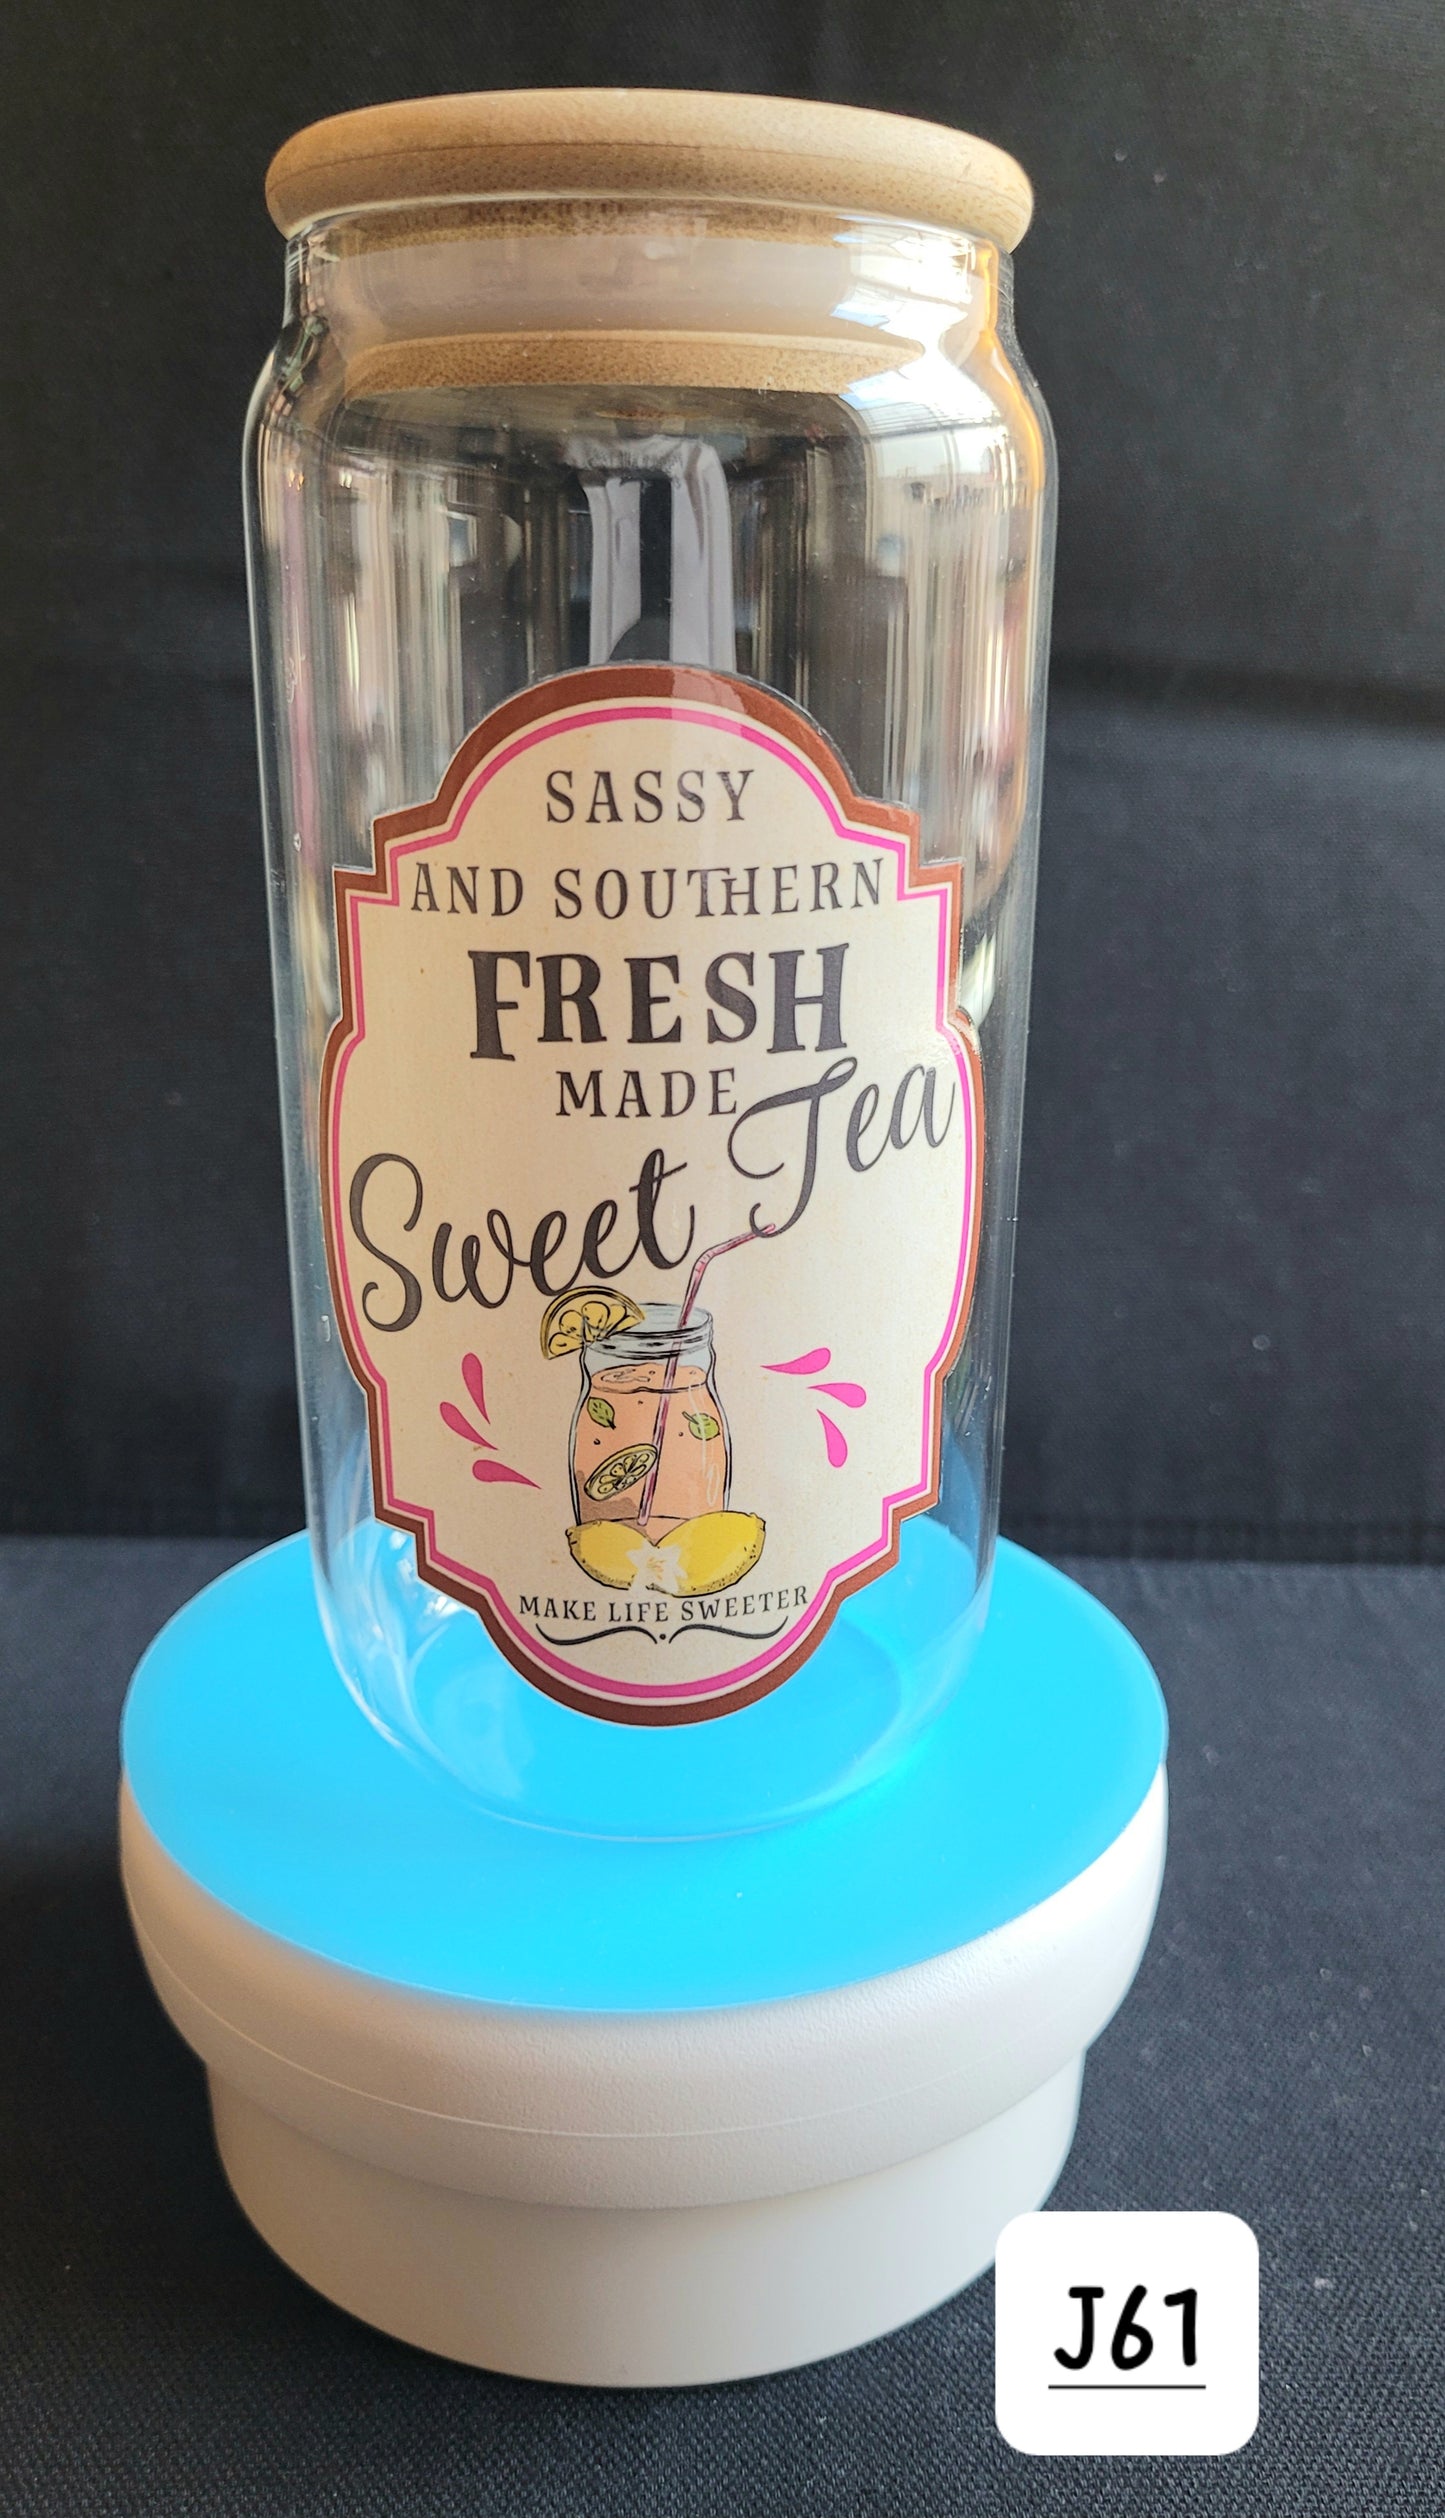 SASSY
AND SOUTHERN
FRESH
MADE
Sweet Tea
MAKE LIFE SWEETER
J61